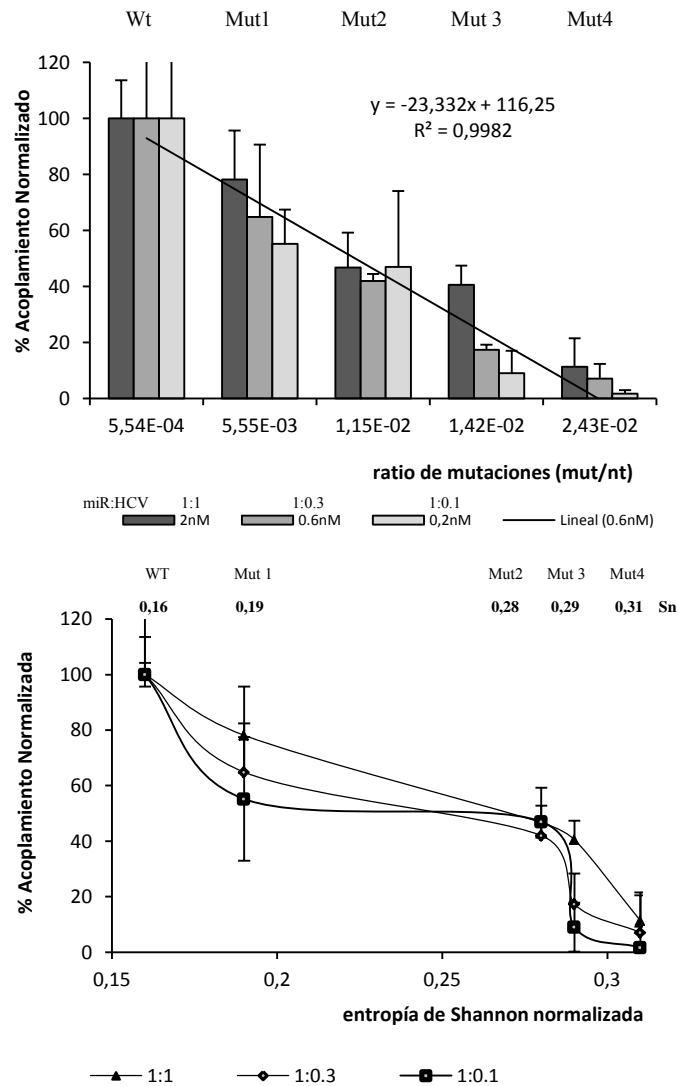 Wt Mut1 Mut2 Mut 3 Mut4
120
100
80
60
40
20
0
% Acoplamiento Normalizado
y = -23,332x + 116,25
R² = 0,9982
5,54E-04 5,55E-03 1,15E-02 1,42E-02 2,43E-02
ratio de mutaciones (mut/nt)
miR:HCV 1:1 1:0.3 1:0.1
2nM 0.6nM 0,2nM Lineal (0.6nM)
WT Mut 1 Mut2 Mut 3 Mut4
0,16 0,19 0,28 0,29 0,31 Sn
120
100
80
60
40
20
0
% Acoplamiento Normalizada
0,15 0,2 0,25 0,3
entropía de Shannon normalizada
1:1 1:0.3 1:0.1